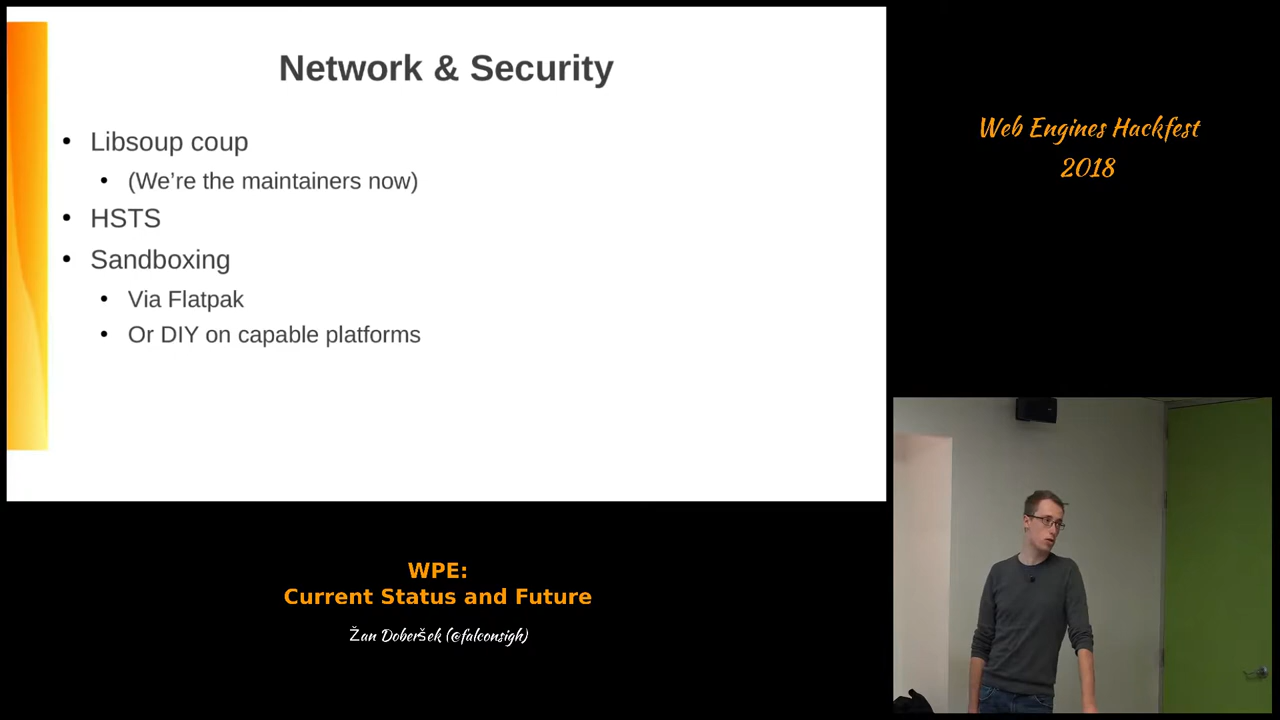 Network & Security
Libsoup coup
(We’re the maintainers now)
HSTS
Sandboxing
Via Flatpak
Or DIY on capable platforms
Web Engines Hackfest
2018
WPE:
Current Status and Future
Žan Doberšek (@falconsigh)